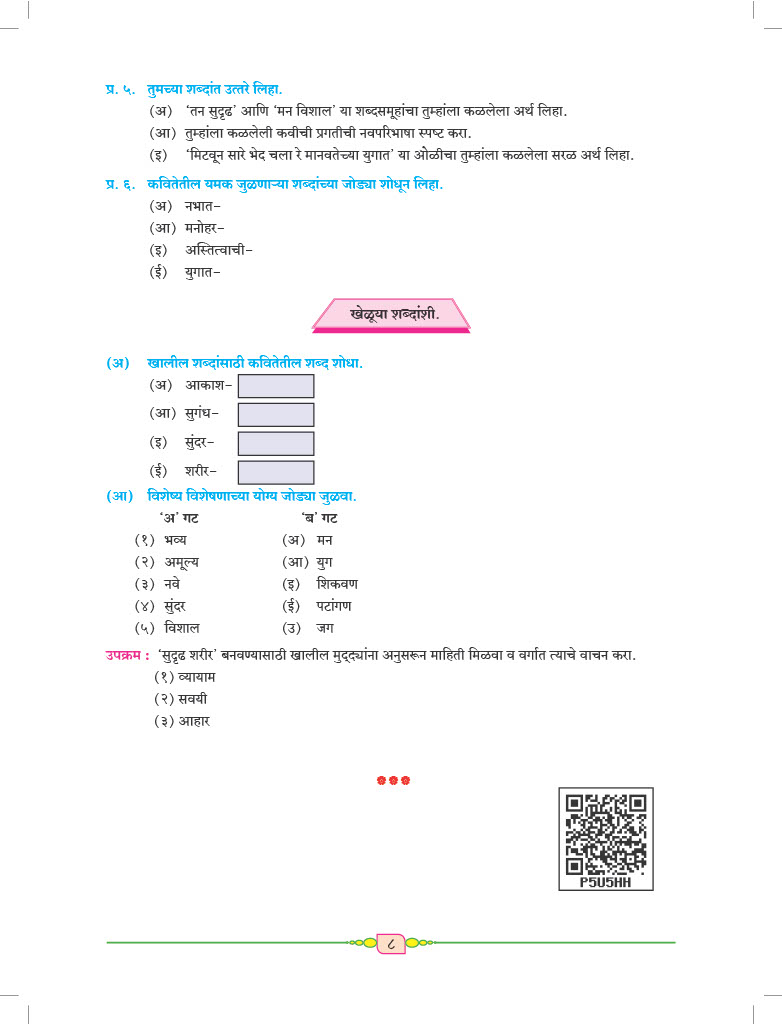 प्र. ५. तुमच्या शब्दांत उत्तरे लिहा.
(अ) ‘तन सुदृढ’ आणि ‘मन विशाल’ या शब्दसमूहांचा तुम्हांला कळलेला अर्थ लिहा.
(आ) तुम्हांला कळलेली कवीची प्रगतीची नवपरिभाषा स्पष्ट करा.
(इ) ‘मिटवून सारे भेद चला रे मानवतेच्या युगात’ या ओळीचा तुम्हांला कळलेला सरळ अर्थ लिहा.
प्र. ६. कवितेतील यमक जुळणाऱ्या शब्दांच्या जोड्या शोधून लिहा.
(अ) नभात-
(आ) मनोहर-
(इ) अस्तित्वाची-
(ई) युगात-
खेळूया शब्दांशी.
(अ) खालील शब्दांसाठी कवितेतील शब्द शोधा.
(अ) आकाश-
(आ) सुगंध-
(इ) सुंदर-
(ई) शरीर-
(आ) विशेष्य विशेषणाच्या योग्य जोड्या जुळवा.
‘अ’ गट ‘ब’ गट
(१) भव्य (अ) मन
(२) अमूल्य (आ) युग
(३) नवे (इ) शिकवण
(४) सुंदर (ई) पटांगण
(५) विशाल (उ) जग
उपक्रम : ‘सुदृढ शरीर’ बनवण्यासाठी खालील मुद्द्यांना अनुसरून माहिती मिळवा व वर्गात त्याचे वाचन करा.
(१) व्यायाम
(२) सवयी
(३) आहार
P5U5HH
८